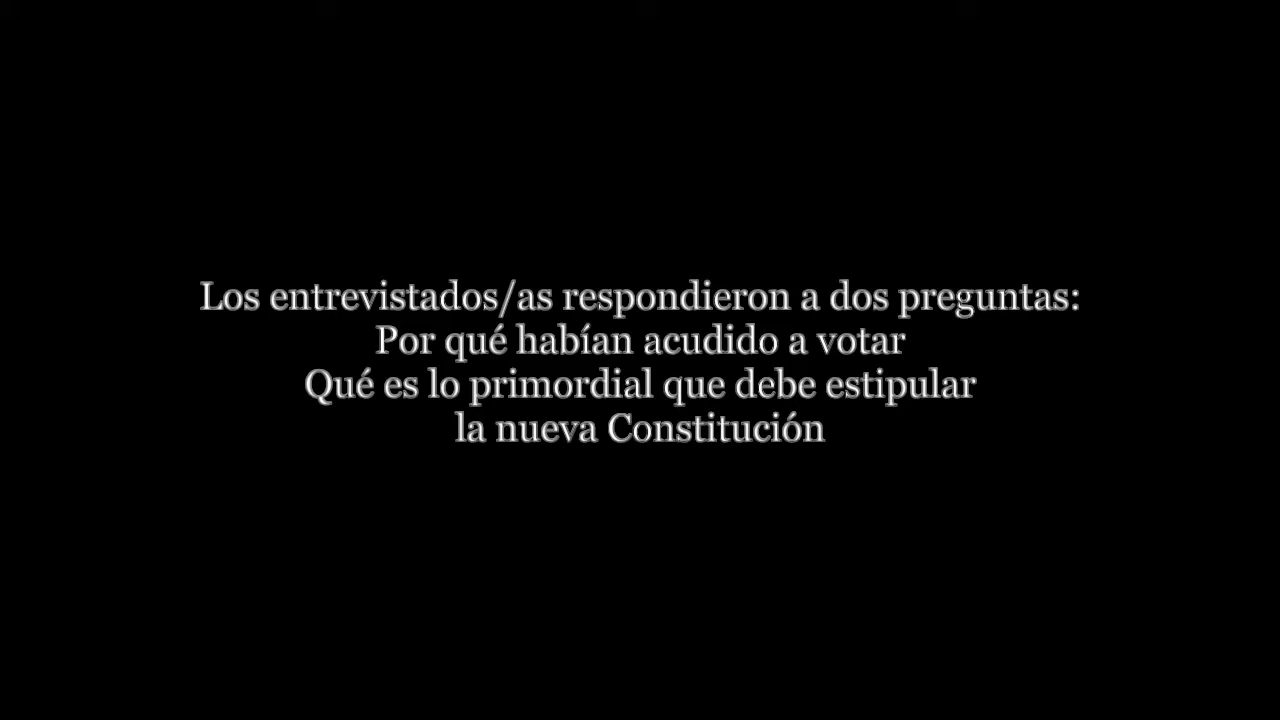 Los entrevistados/as respondieron a dos preguntas:
Por qué habían acudido a votar
Qué es lo primordial que debe estipular
la nueva Constitución